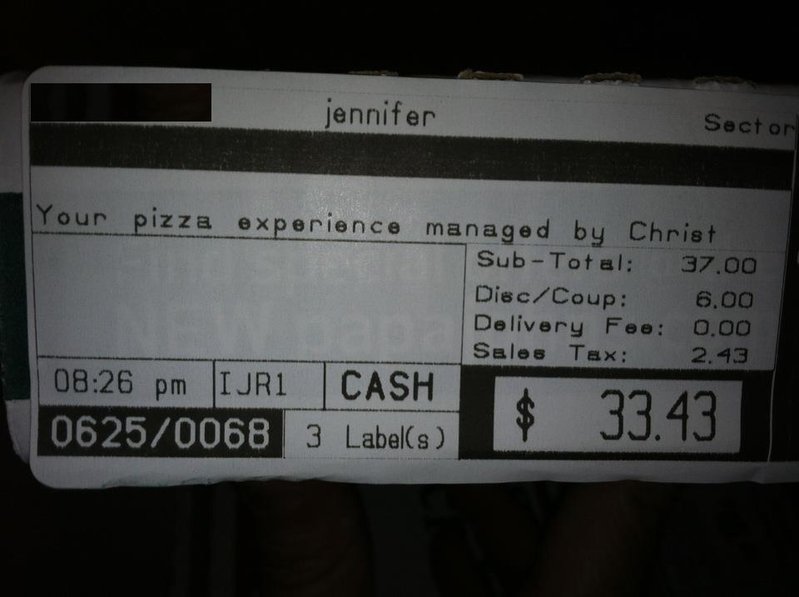 jennifer Sector
Your pizza experience managed by Christ
Sub-Total: 37.00
Disc/Coup: 6.00
Delivery Fee: 0.00
Sales Tax: 2.43
08:26 pm IJR1 CASH
$ 33.43
0625/0068 3 Label(s)